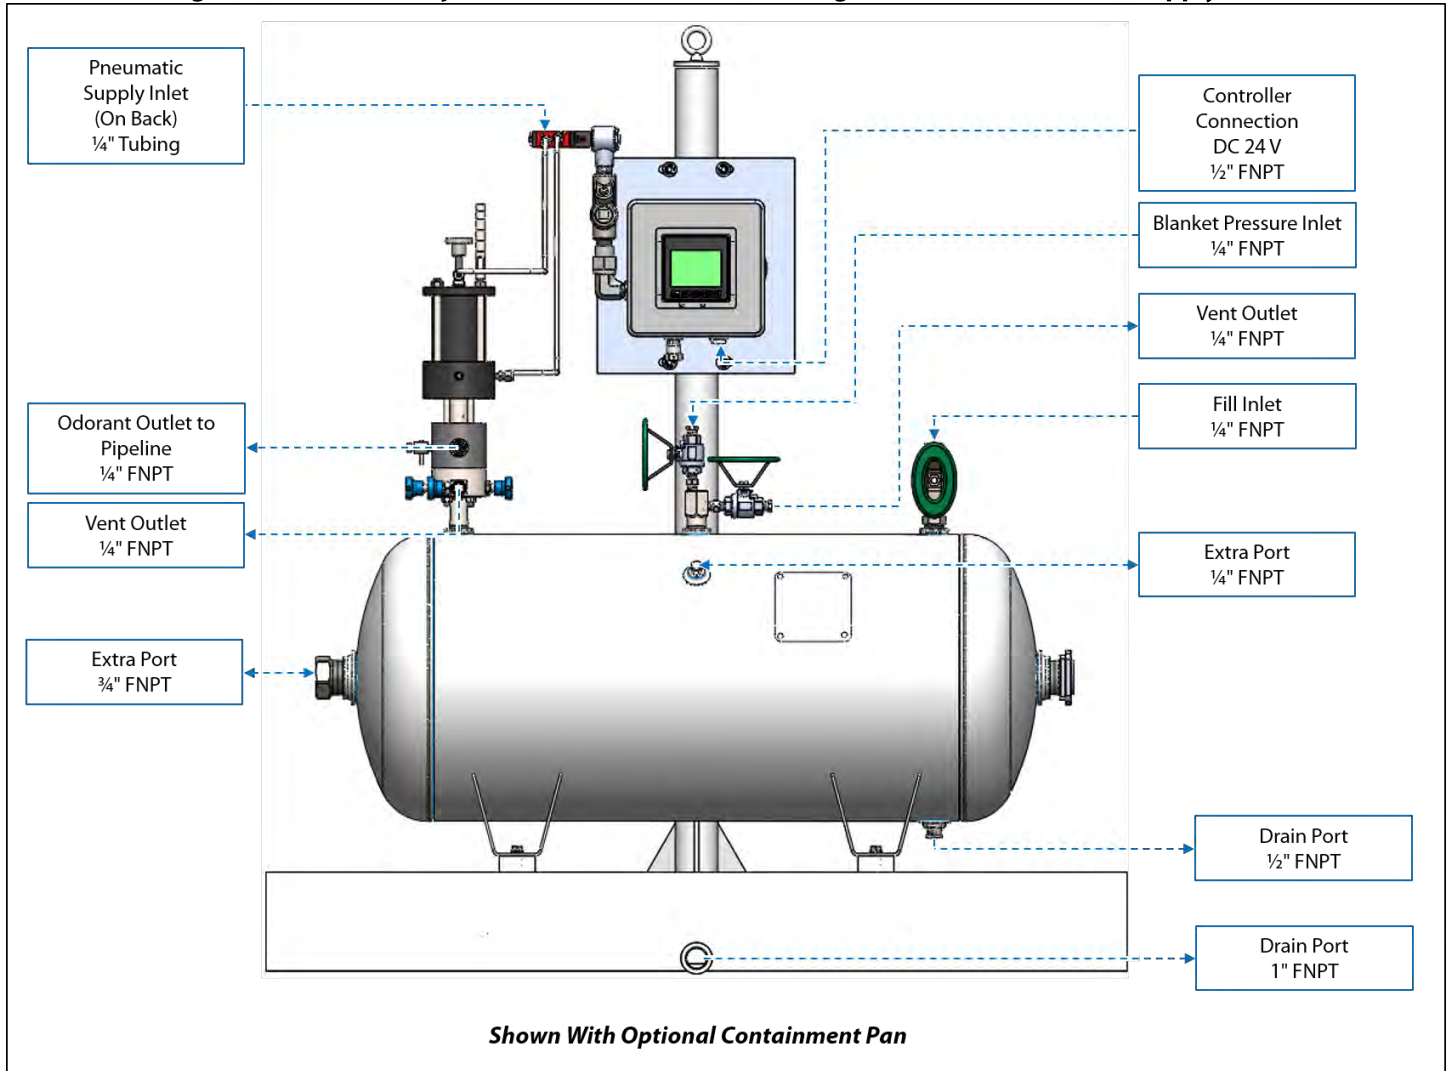 Pneumatic
Supply Inlet
(On Back)
¼" Tubing
Controller
Connection
DC 24 V
½" FNPT
Blanket Pressure Inlet
¼" FNPT
Vent Outlet
¼" FNPT
Fill Inlet
¼" FNPT
Odorant Outlet to
Pipeline
¼" FNPT
Vent Outlet
¼" FNPT
Extra Port
¼" FNPT
Extra Port
¾" FNPT
Drain Port
½" FNPT
Drain Port
1" FNPT
Shown With Optional Containment Pan